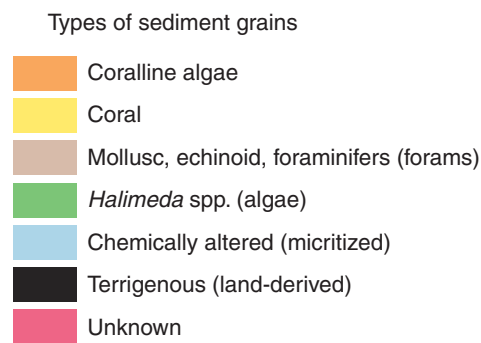 Types of sediment grains
Coralline algae
Coral
Mollusc, echinoid, foraminifers (forams)
Halimeda spp. (algae)
Chemically altered (micritized)
Terrigenous (land-derived)
Unknown